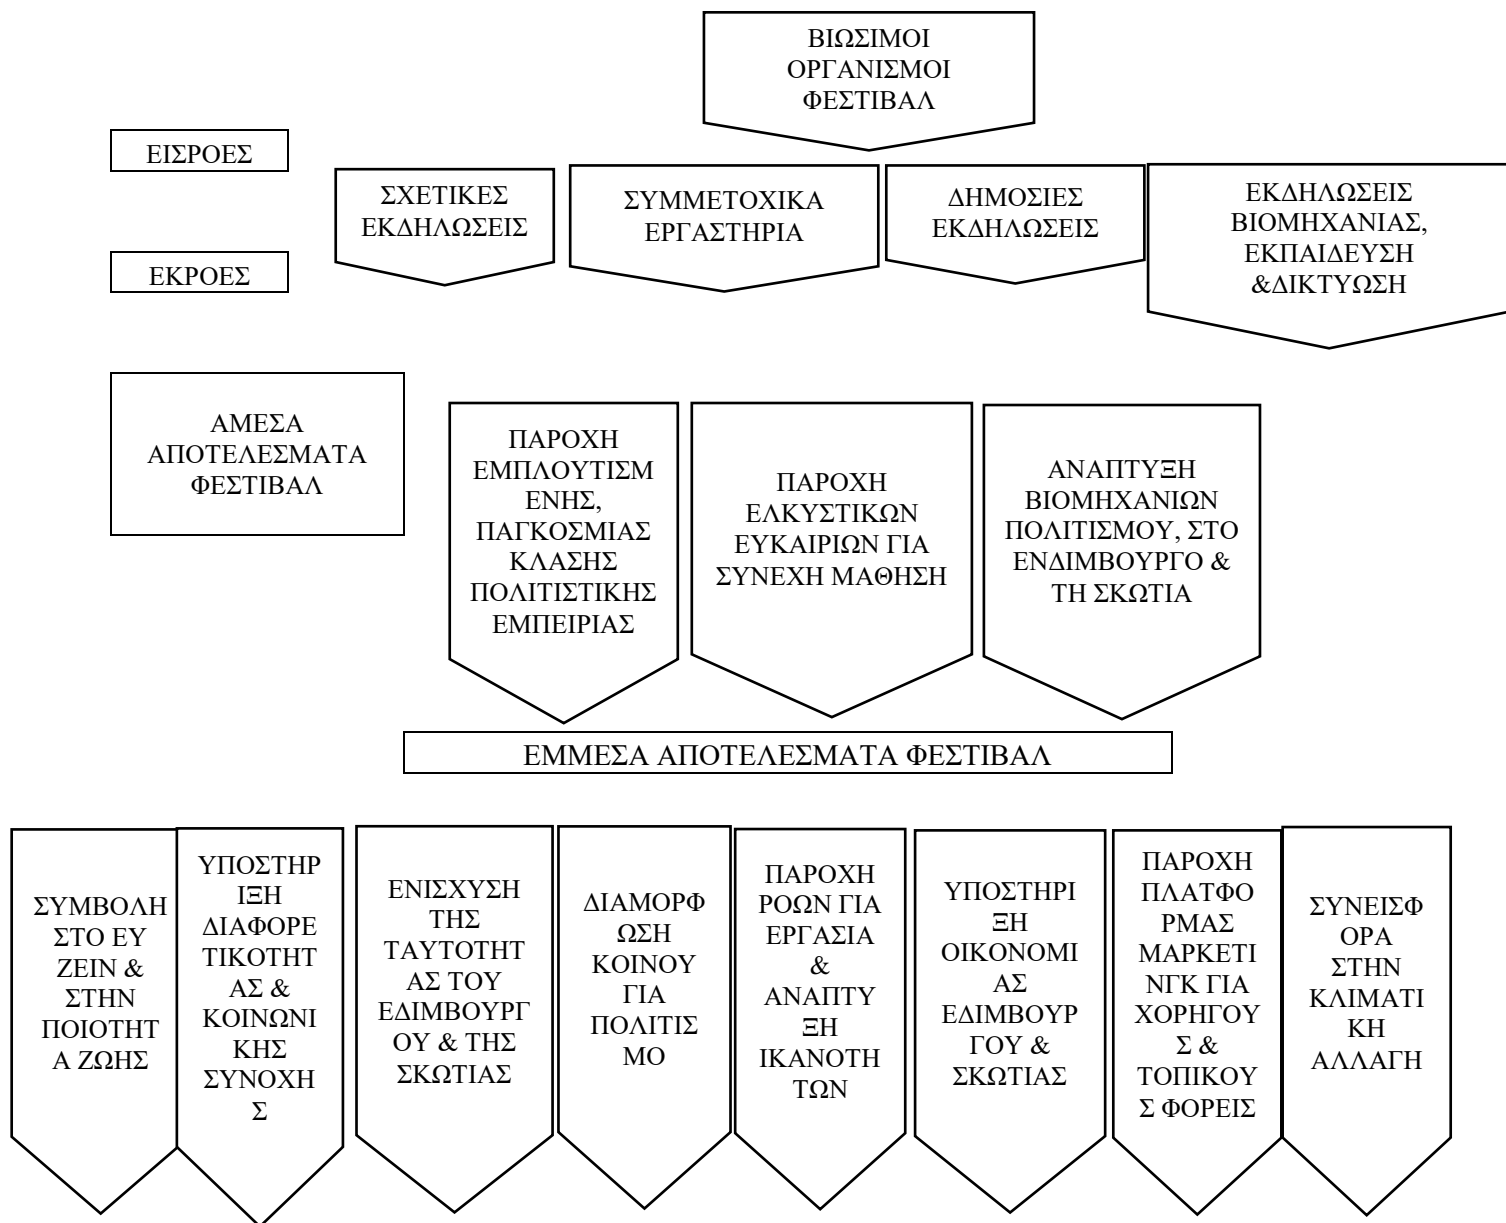 ΒΙΩΣΙΜΟΙ
ΟΡΓΑΝΙΣΜΟΙ
ΦΕΣΤΙΒΑΛ
ΕΙΣΡΟΕΣ
ΣΧΕΤΙΚΕΣ
ΕΚΔΗΛΩΣΕΙΣ
ΣΥΜΜΕΤΟΧΙΚΑ
ΕΡΓΑΣΤΗΡΙΑ
ΔΗΜΟΣΙΕΣ
ΕΚΔΗΛΩΣΕΙΣ
ΕΚΔΗΛΩΣΕΙΣ
ΒΙΟΜΗΧΑΝΙΑΣ,
ΕΚΠΑΙΔΕΥΣΗ
&ΔΙΚΤΥΩΣΗ
ΕΚΡΟΕΣ
ΑΜΕΣΑ
ΑΠΟΤΕΛΕΣΜΑΤΑ
ΦΕΣΤΙΒΑΛ
ΠΑΡΟΧΗ
ΕΜΠΛΟΥΤΙΣΜ
ΕΝΗΣ,
ΠΑΓΚΟΣΜΙΑΣ
ΚΛΑΣΗΣ
ΠΟΛΙΤΙΣΤΙΚΗΣ
ΕΜΠΕΙΡΙΑΣ
ΠΑΡΟΧΗ
ΕΛΚΥΣΤΙΚΩΝ
ΕΥΚΑΙΡΙΩΝ ΓΙΑ
ΣΥΝΕΧΗ ΜΑΘΗΣΗ
ΑΝΑΠΤΥΞΗ
ΒΙΟΜΗΧΑΝΙΩΝ
ΠΟΛΙΤΙΣΜΟΥ, ΣΤΟ
ΕΝΔΙΜΒΟΥΡΓΟ &
ΤΗ ΣΚΩΤΙΑ
ΕΜΜΕΣΑ ΑΠΟΤΕΛΕΣΜΑΤΑ ΦΕΣΤΙΒΑΛ
ΣΥΜΒΟΛΗ
ΣΤΟ ΕΥ
ΖΕΙΝ &
ΣΤΗΝ
ΠΟΙΟΤΗΤ
Α ΖΩΗΣ
ΥΠΟΣΤΗΡ
ΙΞΗ
ΔΙΑΦΟΡΕ
ΤΙΚΟΤΗΤ
ΑΣ &
ΚΟΙΝΩΝΙ
ΚΗΣ
ΣΥΝΟΧΗ
Σ
ΕΝΙΣΧΥΣΗ
ΤΗΣ
ΤΑΥΤΟΤΗΤ
ΑΣ ΤΟΥ
ΕΔΙΜΒΟΥΡΓ
ΟΥ & ΤΗΣ
ΣΚΩΤΙΑΣ
ΔΙΑΜΟΡΦ
ΩΣΗ
ΚΟΙΝΟΥ
ΓΙΑ
ΠΟΛΙΤΙΣ
ΜΟ
ΠΑΡΟΧΗ
ΡΟΩΝ ΓΙΑ
ΕΡΓΑΣΙΑ
&
ΑΝΑΠΤΥ
ΞΗ
ΙΚΑΝΟΤΗ
ΤΩΝ
ΥΠΟΣΤΗΡΙ
ΞΗ
ΟΙΚΟΝΟΜΙ
ΑΣ
ΕΔΙΜΒΟΥΡ
ΓΟΥ &
ΣΚΩΤΙΑΣ
ΠΑΡΟΧΗ
ΠΛΑΤΦΟ
ΡΜΑΣ
ΜΑΡΚΕΤΙ
ΝΓΚ ΓΙΑ
ΧΟΡΗΓΟΥ
Σ &
ΤΟΠΙΚΟΥ
Σ ΦΟΡΕΙΣ
ΣΥΝΕΙΣΦ
ΟΡΑ
ΣΤΗΝ
ΚΛΙΜΑΤΙ
ΚΗ
ΑΛΛΑΓΗ